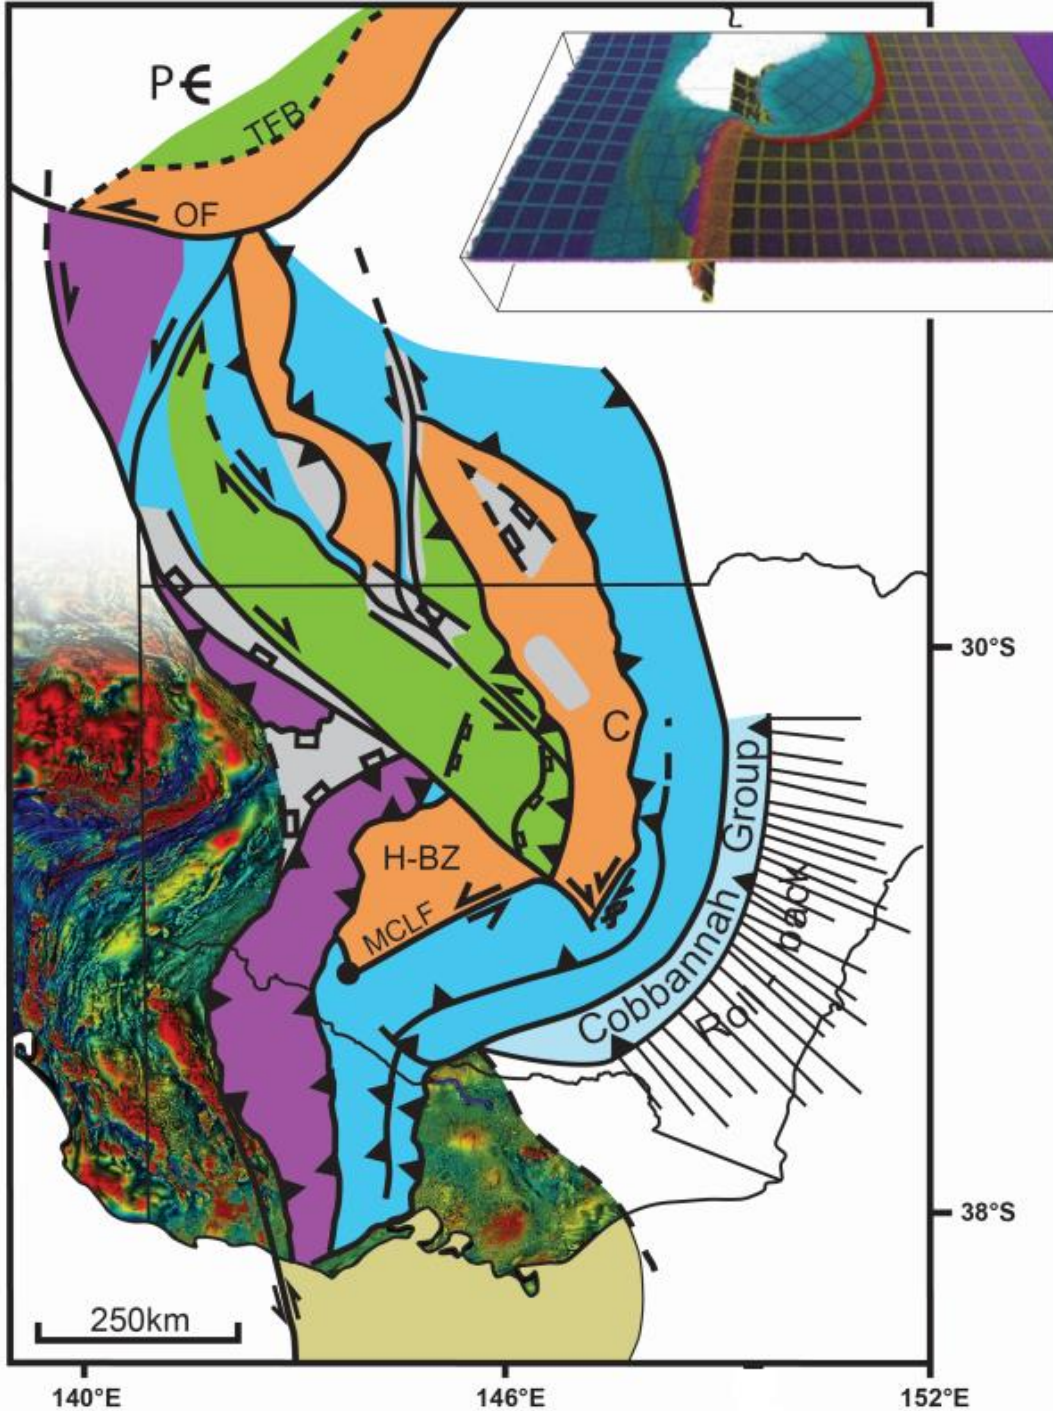 P€
TFB
OF
30°S
C
Cobbannah Group
Roll - back
H-BZ
MCLF
38°S
250km
140°E
146°E
152°E